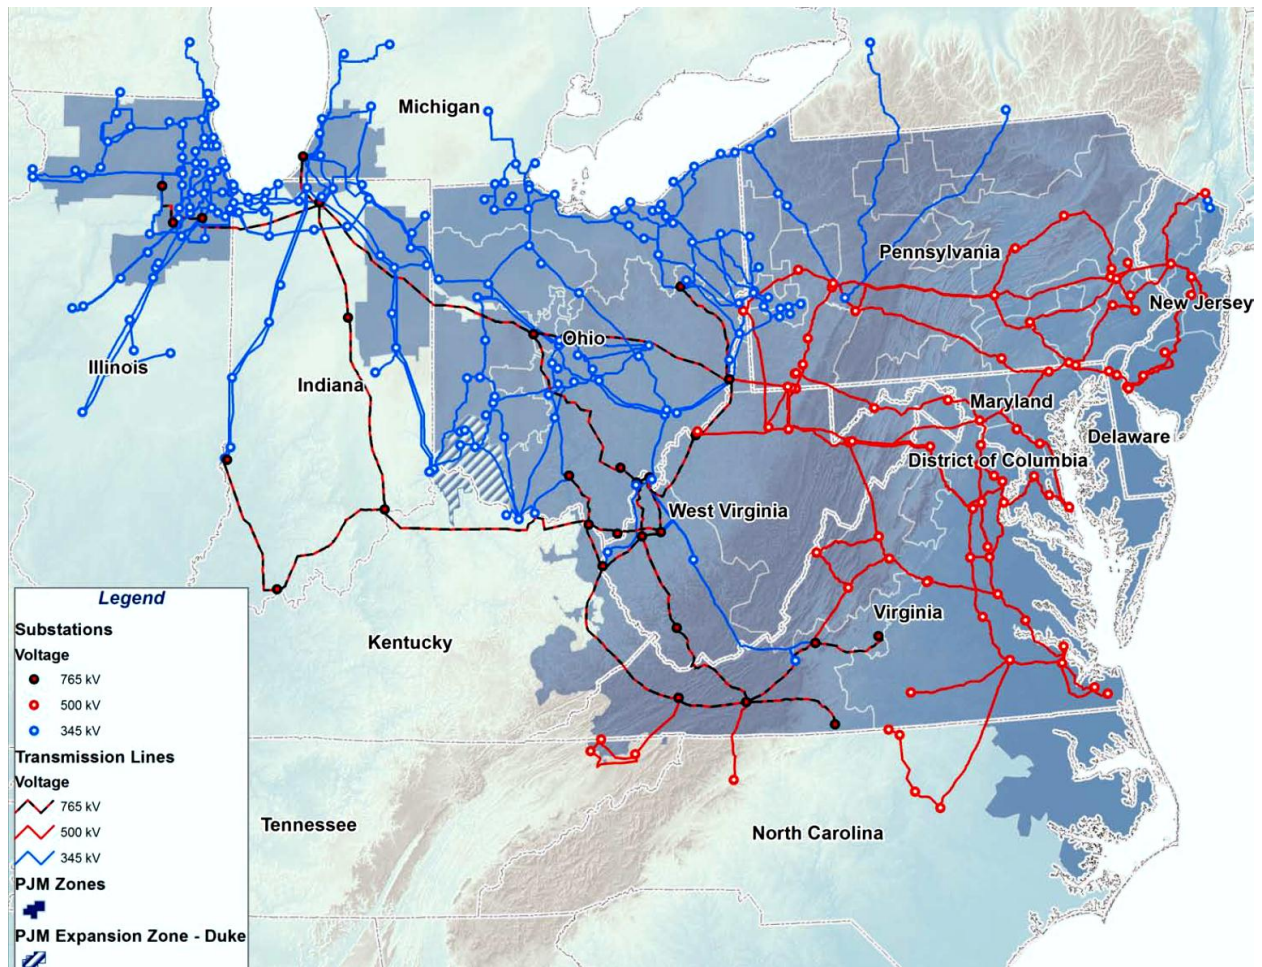 Michigan
Pennsylvania
New Jersey
Ohio
Illinois
Indiana
Maryland
Delaware
District of Columbia
West Virginia
Virginia
Kentucky
Tennessee
North Carolina
Legend
Substations
Voltage
765 kV
500 kV
345 kV
Transmission Lines
Voltage
765 kV
500 kV
345 kV
PJM Zones
PJM Expansion Zone - Duke